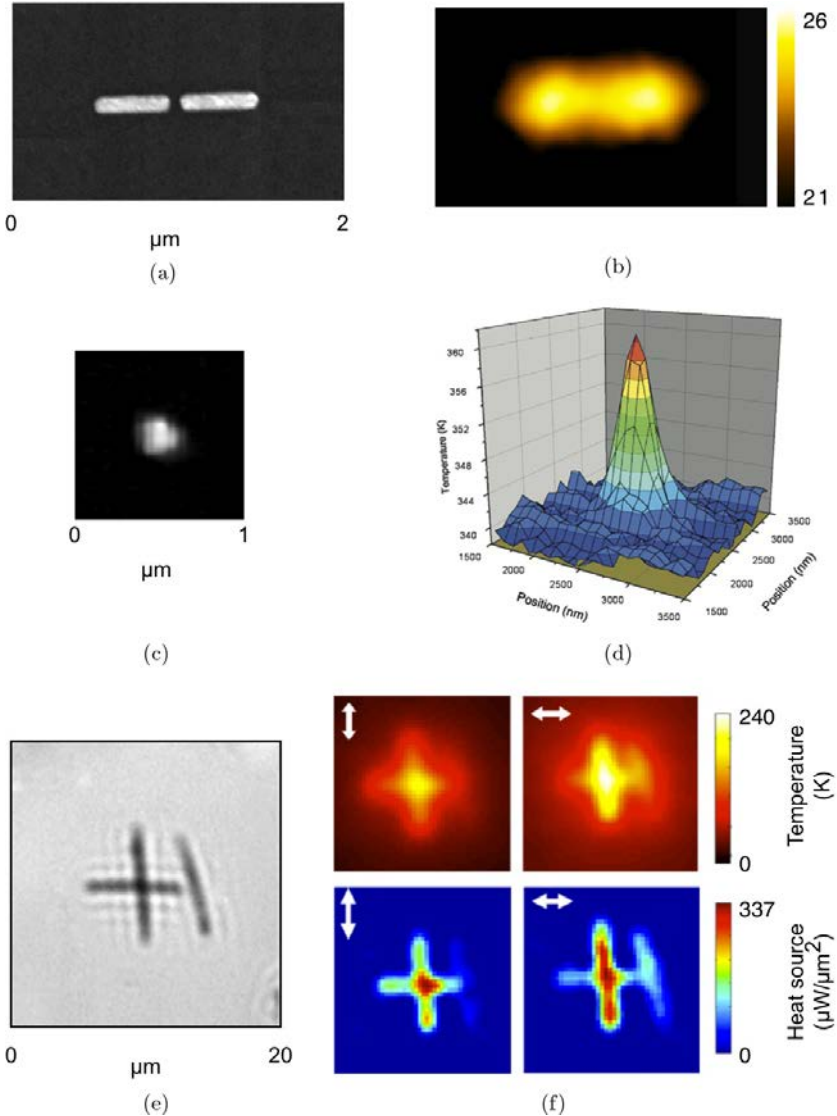 0
2
µm
(a)
26
21
(b)
0
1
µm
(c)
360
356
352
348
344
340
Temperature (K)
1500
2000
2500
3000
3500
Position (nm)
3500
3000
2500
2000
1500
Position (nm)
(d)
0
20
µm
(e)
240
0
Temperature
(K)
337
0
Heat source
(µW/µm²)
(f)